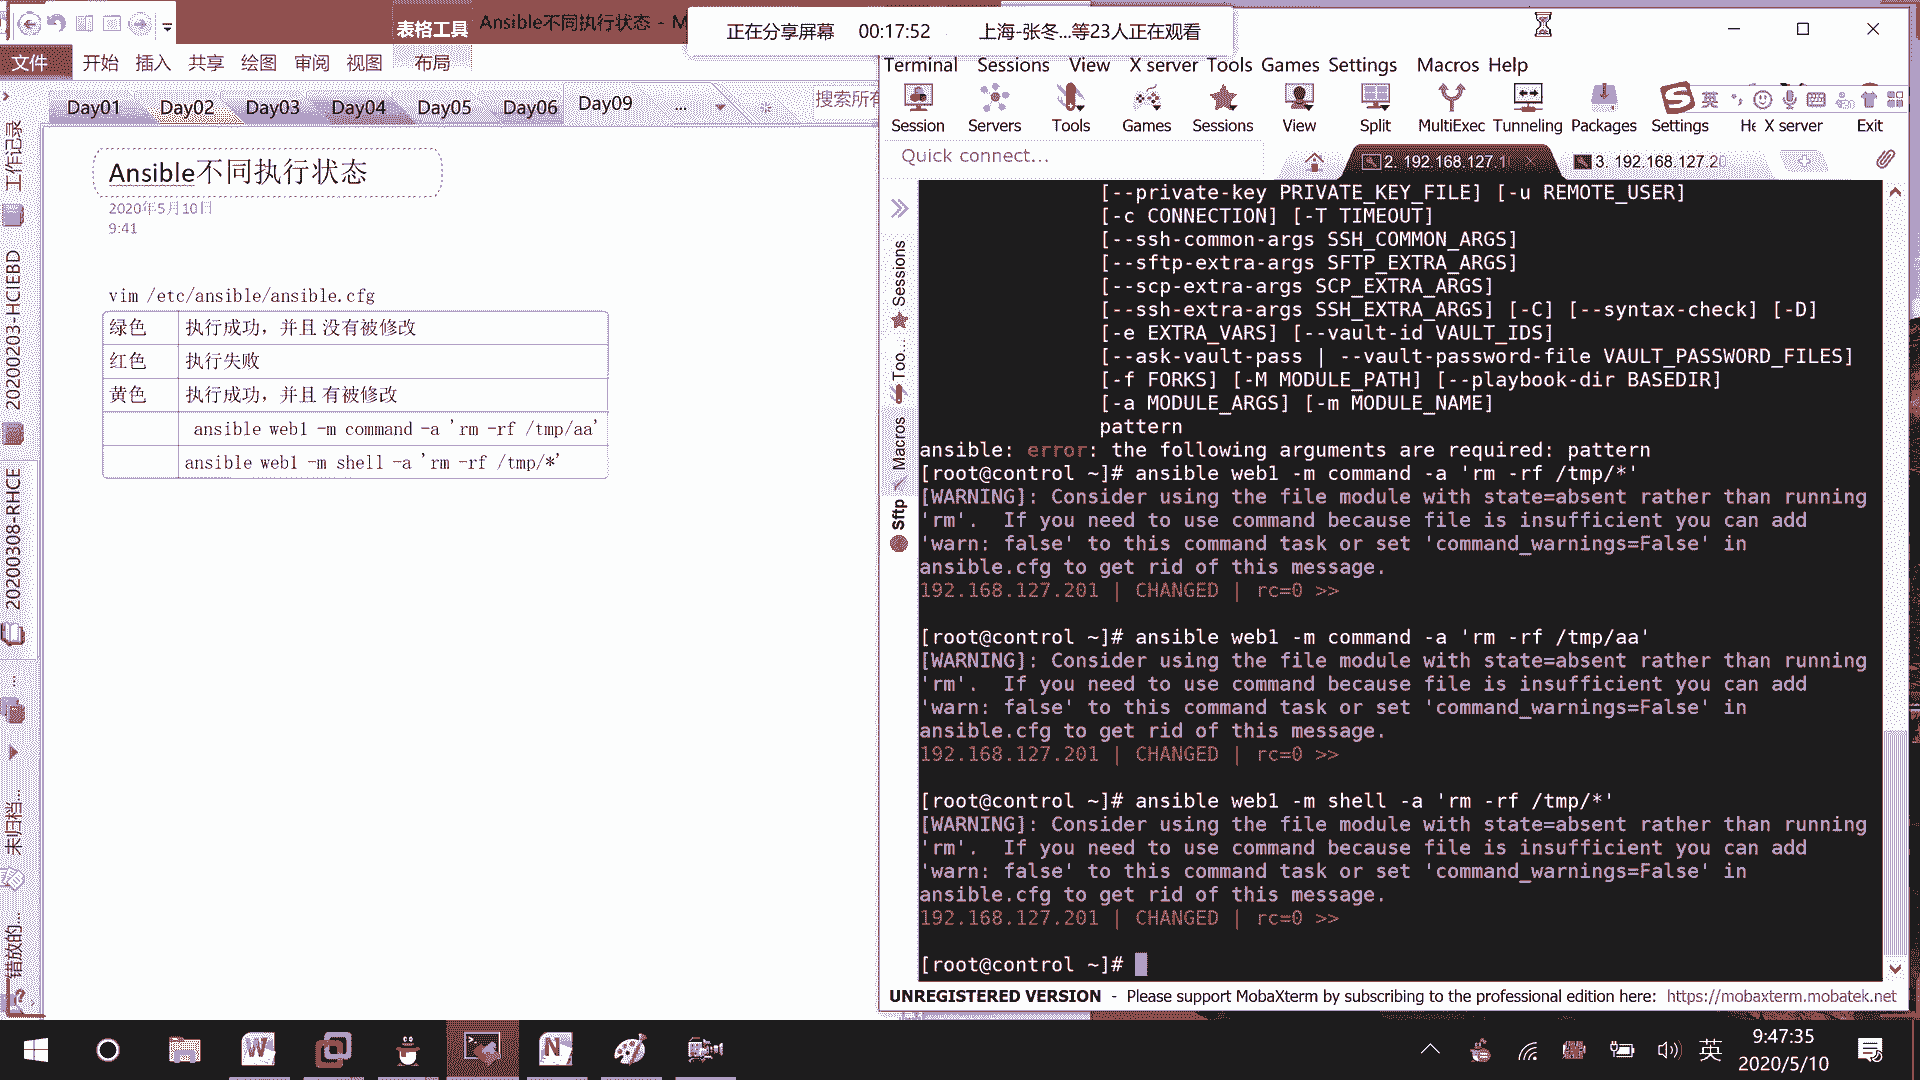 表格工具
Ansible不同执行状态 - M
正在分享屏幕 00:17:52 上海-张冬...等23人正在观看
文件 开始 插入 共享 绘图 审阅 视图 布局
Day01 Day02 Day03 Day04 Day05 Day06 Day09 ...
搜索所有
工作记录
20200203-HCIEBD
20200308-RHCE
...
未归档...
错放的...
Ansible不同执行状态
2020年5月10日
9:41
vim /etc/ansible/ansible.cfg
绿色 执行成功，并且 没有被修改
红色 执行失败
黄色 执行成功，并且 有被修改
ansible web1 -m command -a 'rm -rf /tmp/aa'
ansible web1 -m shell -a 'rm -rf /tmp/*'
Terminal Sessions View X server Tools Games Settings Macros Help
Session Servers Tools Games Sessions View Split MultiExec Tunneling Packages Settings He X server Exit
英
Quick connect...
2. 192.168.127.1
3. 192.168.127.20
Sessions
Too...
Macros
Sftp
[--private-key PRIVATE_KEY_FILE] [-u REMOTE_USER]
[-c CONNECTION] [-T TIMEOUT]
[--ssh-common-args SSH_COMMON_ARGS]
[--sftp-extra-args SFTP_EXTRA_ARGS]
[--scp-extra-args SCP_EXTRA_ARGS]
[--ssh-extra-args SSH_EXTRA_ARGS] [-C] [--syntax-check] [-D]
[-e EXTRA_VARS] [--vault-id VAULT_IDS]
[--ask-vault-pass | --vault-password-file VAULT_PASSWORD_FILES]
[-f FORKS] [-M MODULE_PATH] [--playbook-dir BASEDIR]
[-a MODULE_ARGS] [-m MODULE_NAME]
pattern
ansible: error: the following arguments are required: pattern
[root@control ~]# ansible web1 -m command -a 'rm -rf /tmp/*'
[WARNING]: Consider using the file module with state=absent rather than running
'rm'.  If you need to use command because file is insufficient you can add
'warn: false' to this command task or set 'command_warnings=False' in
ansible.cfg to get rid of this message.
192.168.127.201 | CHANGED | rc=0 >>
[root@control ~]# ansible web1 -m command -a 'rm -rf /tmp/aa'
[WARNING]: Consider using the file module with state=absent rather than running
'rm'.  If you need to use command because file is insufficient you can add
'warn: false' to this command task or set 'command_warnings=False' in
ansible.cfg to get rid of this message.
192.168.127.201 | CHANGED | rc=0 >>
[root@control ~]# ansible web1 -m shell -a 'rm -rf /tmp/*'
[WARNING]: Consider using the file module with state=absent rather than running
'rm'.  If you need to use command because file is insufficient you can add
'warn: false' to this command task or set 'command_warnings=False' in
ansible.cfg to get rid of this message.
192.168.127.201 | CHANGED | rc=0 >>
[root@control ~]#
UNREGISTERED VERSION - Please support MobaXterm by subscribing to the professional edition here: https://mobaxterm.mobatek.net
英
9:47:35
2020/5/10